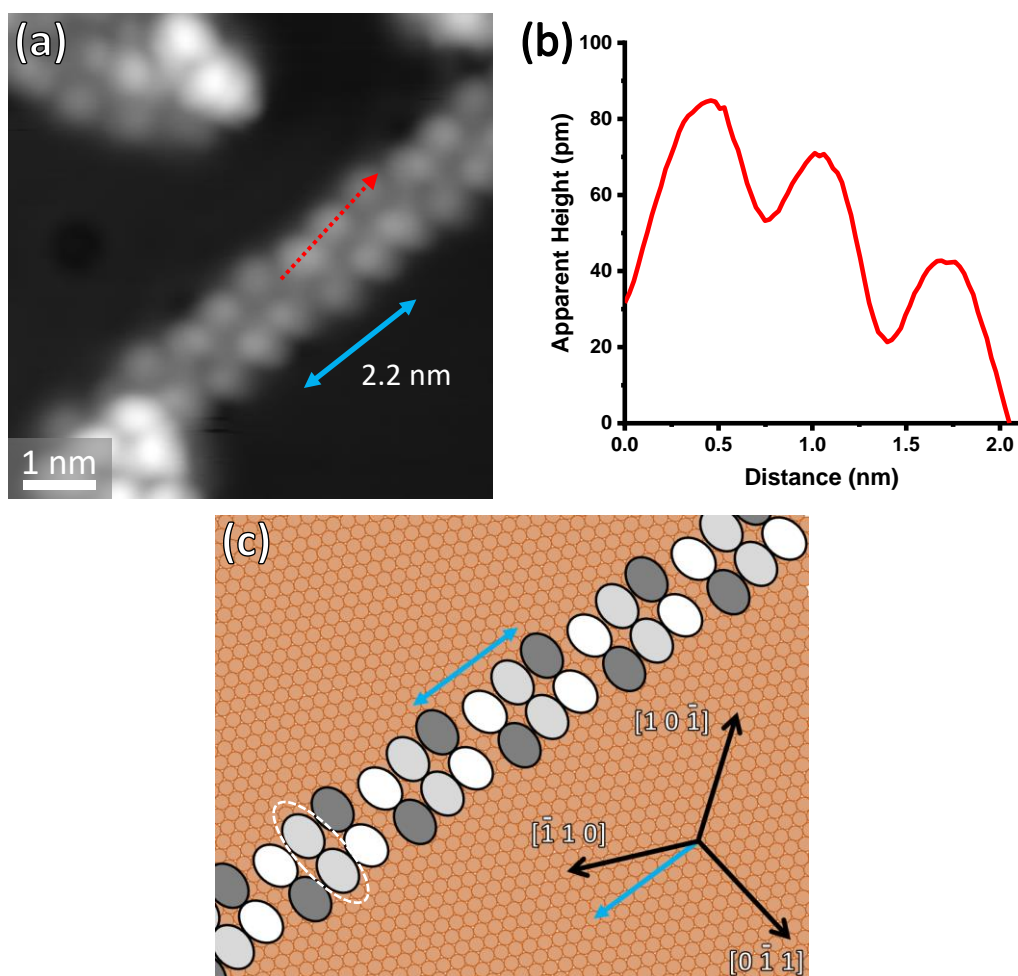 (a)
2.2 nm
1 nm
(b)
100
80
60
40
20
0
Apparent Height (pm)
0.0
0.5
1.0
1.5
2.0
Distance (nm)
(c)
[1 0 1̄]
[1̄ 1 0]
[0 1̄ 1]